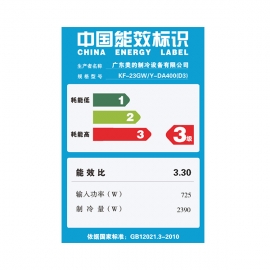 中国能效标识
CHINA ENERGY LABEL
生产者名称 广东美的制冷设备有限公司
规格型号 KF-23GW/Y-DA400(D3)
耗能低 1
2
耗能高 3 3级
能效比 3.30
输入功率（W） 725
制冷量（W） 2390
依据国家标准：GB12021.3-2010